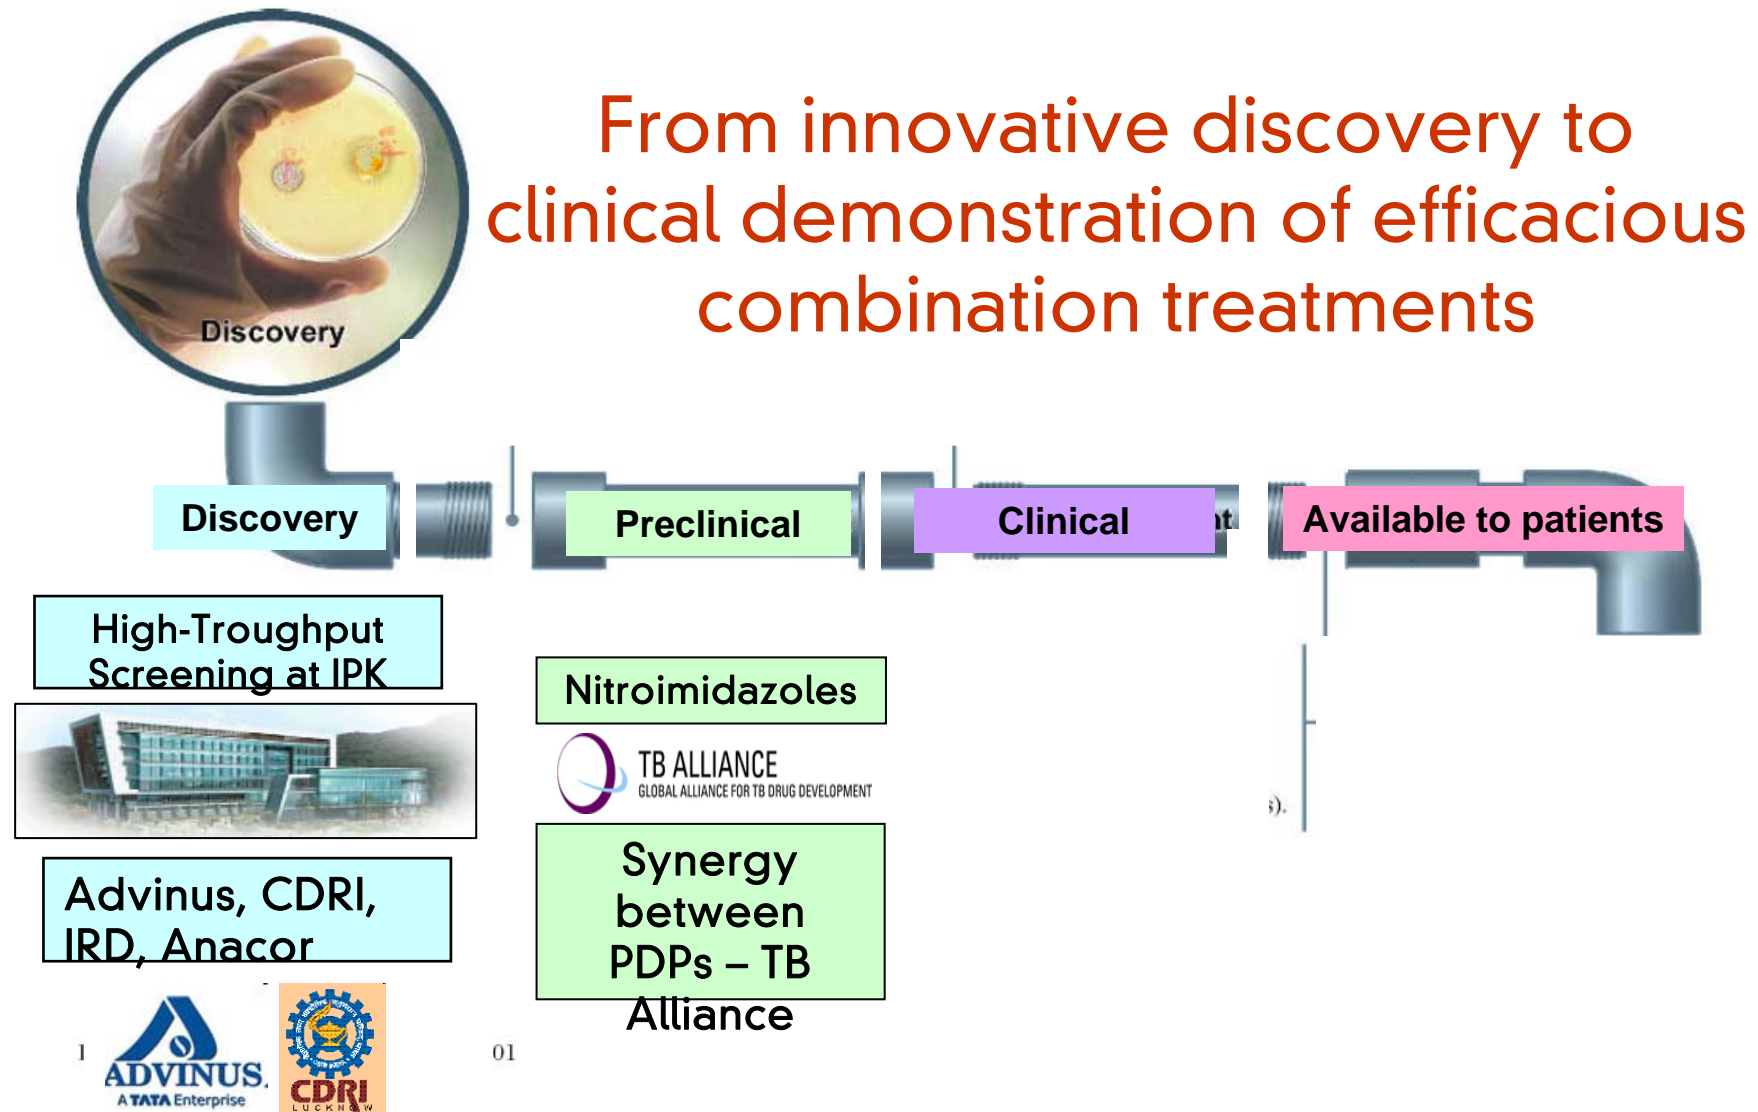 From innovative discovery to
clinical demonstration of efficacious
combination treatments
Discovery
Discovery
Preclinical
Clinical
Available to patients
High-Troughput
Screening at IPK
Nitroimidazoles
TB ALLIANCE
GLOBAL ALLIANCE FOR TB DRUG DEVELOPMENT
s).
Synergy
between
PDPs – TB
Alliance
Advinus, CDRI,
IRD, Anacor
ADVINUS
A TATA Enterprise
CDRI
LUCKNOW
01